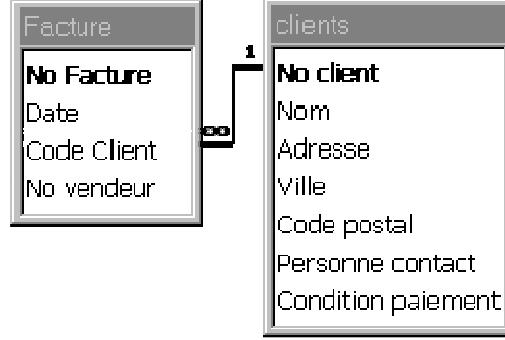 Facture
No Facture
Date
Code Client
No vendeur
1
∞
clients
No client
Nom
Adresse
Ville
Code postal
Personne contact
Condition paiement